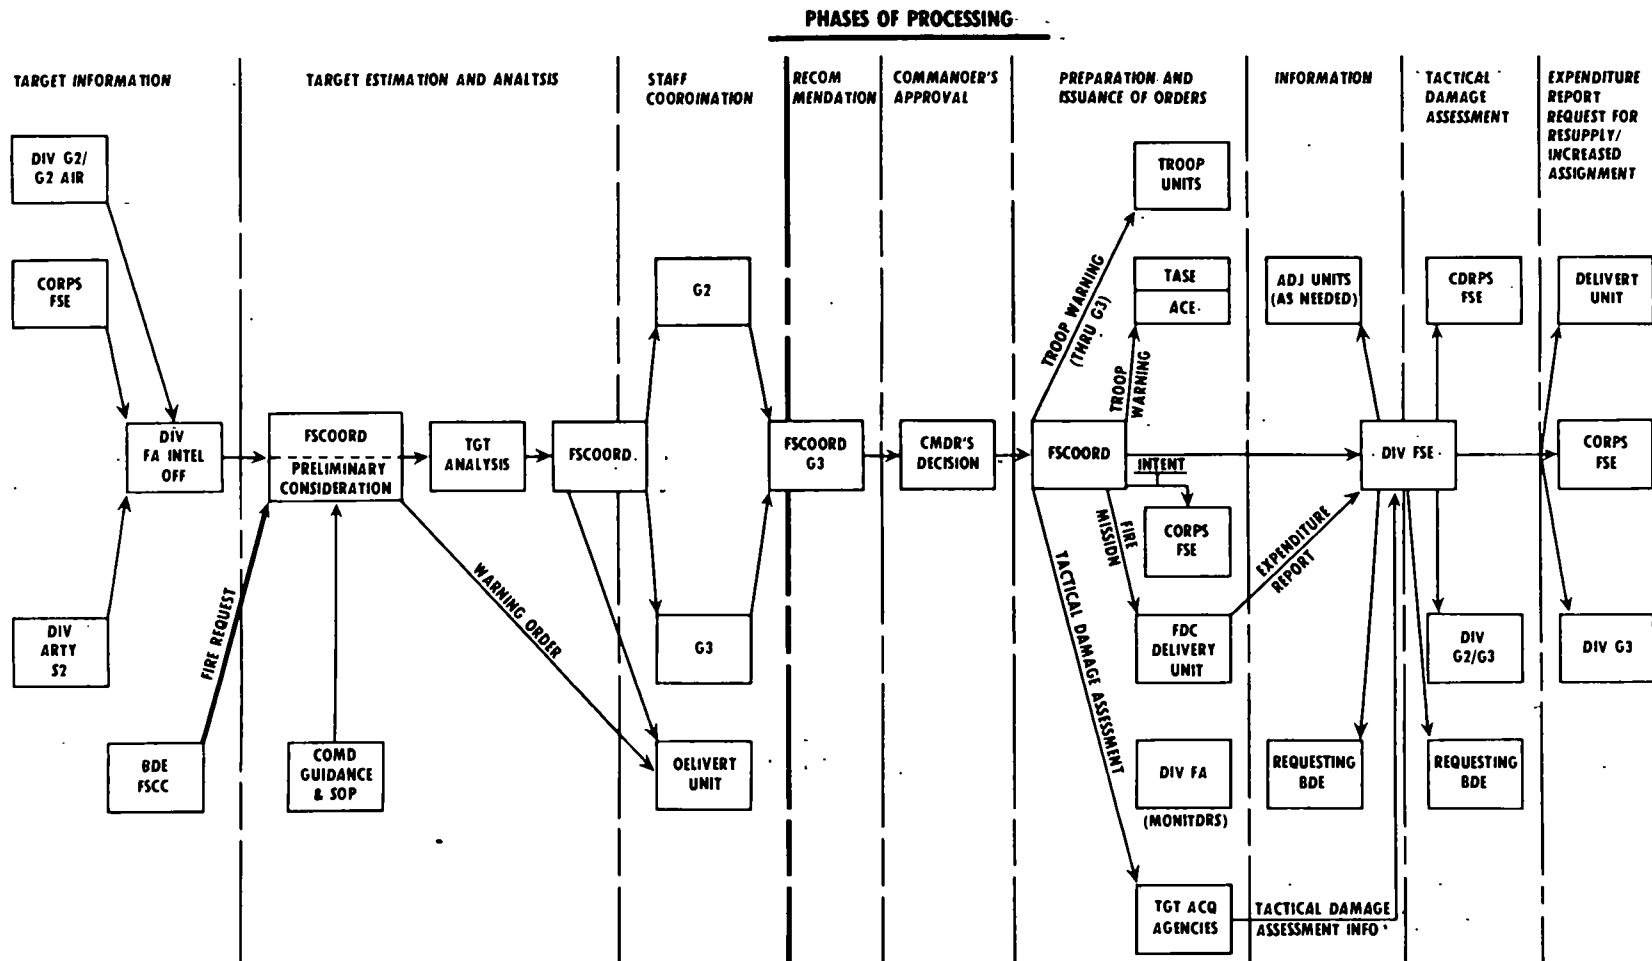 PHASES OF PROCESSING
TARGET INFORMATION
TARGET ESTIMATION AND ANALTSIS
STAFF
COOROINATION
RECOM
MENDATION
COMMANOER'S
APPROVAL
PREPARATION AND
ISSUANCE OF ORDERS
INFORMATION
TACTICAL
DAMAGE
ASSESSMENT
EXPENDITURE
REPORT
REQUEST FOR
RESUPPLY/
INCREASED
ASSIGNMENT
DIV G2/
G2 AIR
CORPS
FSE
DIV
FA INTEL
OFF
DIV
ARTY
S2
BDE
FSCC
FIRE REQUEST
FSCOORD
PRELIMINARY
CONSIDERATION
COMD
GUIDANCE
& SOP
TGT
ANALYSIS
WARNING ORDER
FSCOORD
G2
G3
OELIVERT
UNIT
FSCOORD
G3
CMDR'S
DECISION
FSCOORD
TROOP WARNING
(THRU G3)
TROOP
UNITS
TROOP
WARNING
TASE
ACE
INTENT
CORPS
FSE
FIRE
MISSIDN
FDC
DELIVERY
UNIT
TACTICAL DAMAGE ASSESSMENT
DIV FA
(MONITDRS)
TGT ACQ
AGENCIES
EXPENDITURE
REPORT
TACTICAL DAMAGE
ASSESSMENT INFO
ADJ UNITS
(AS NEEDED)
DIV FSE
REQUESTING
BDE
CDRPS
FSE
DIV
G2/G3
REQUESTING
BDE
DELIVERT
UNIT
CORPS
FSE
DIV G3